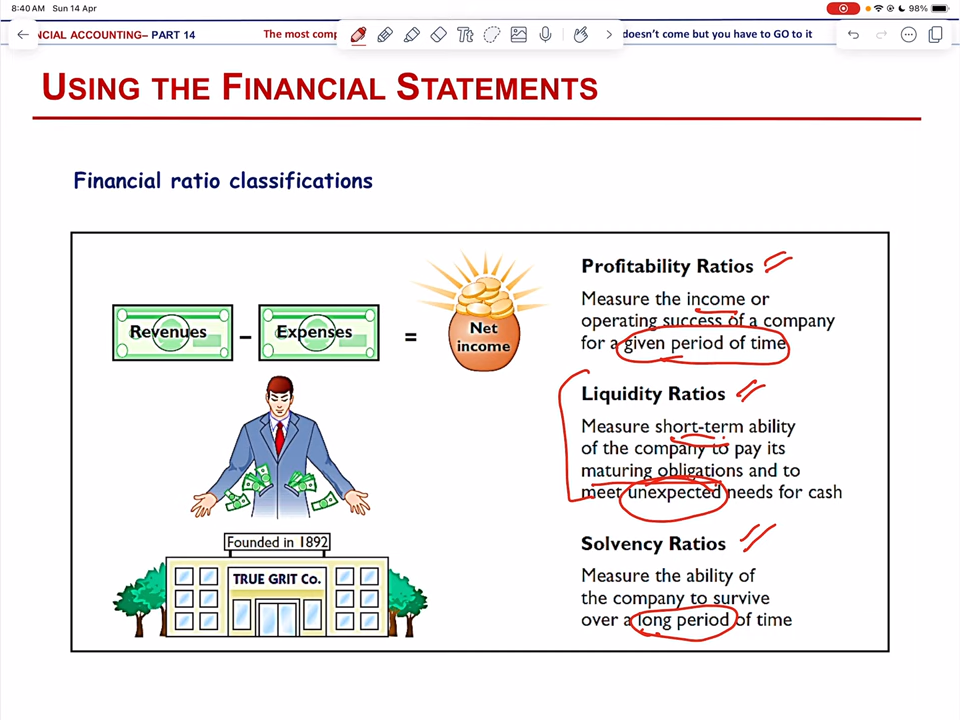 8:40 AM Sun 14 Apr
98%
NCIAL ACCOUNTING– PART 14
The most comp
doesn't come but you have to GO to it
Tt
USING THE FINANCIAL STATEMENTS
Financial ratio classifications
Revenues – Expenses = Net income
Founded in 1892
TRUE GRIT Co.
Profitability Ratios
Measure the income or
operating success of a company
for a given period of time
Liquidity Ratios
Measure short-term ability
of the company to pay its
maturing obligations and to
meet unexpected needs for cash
Solvency Ratios
Measure the ability of
the company to survive
over a long period of time